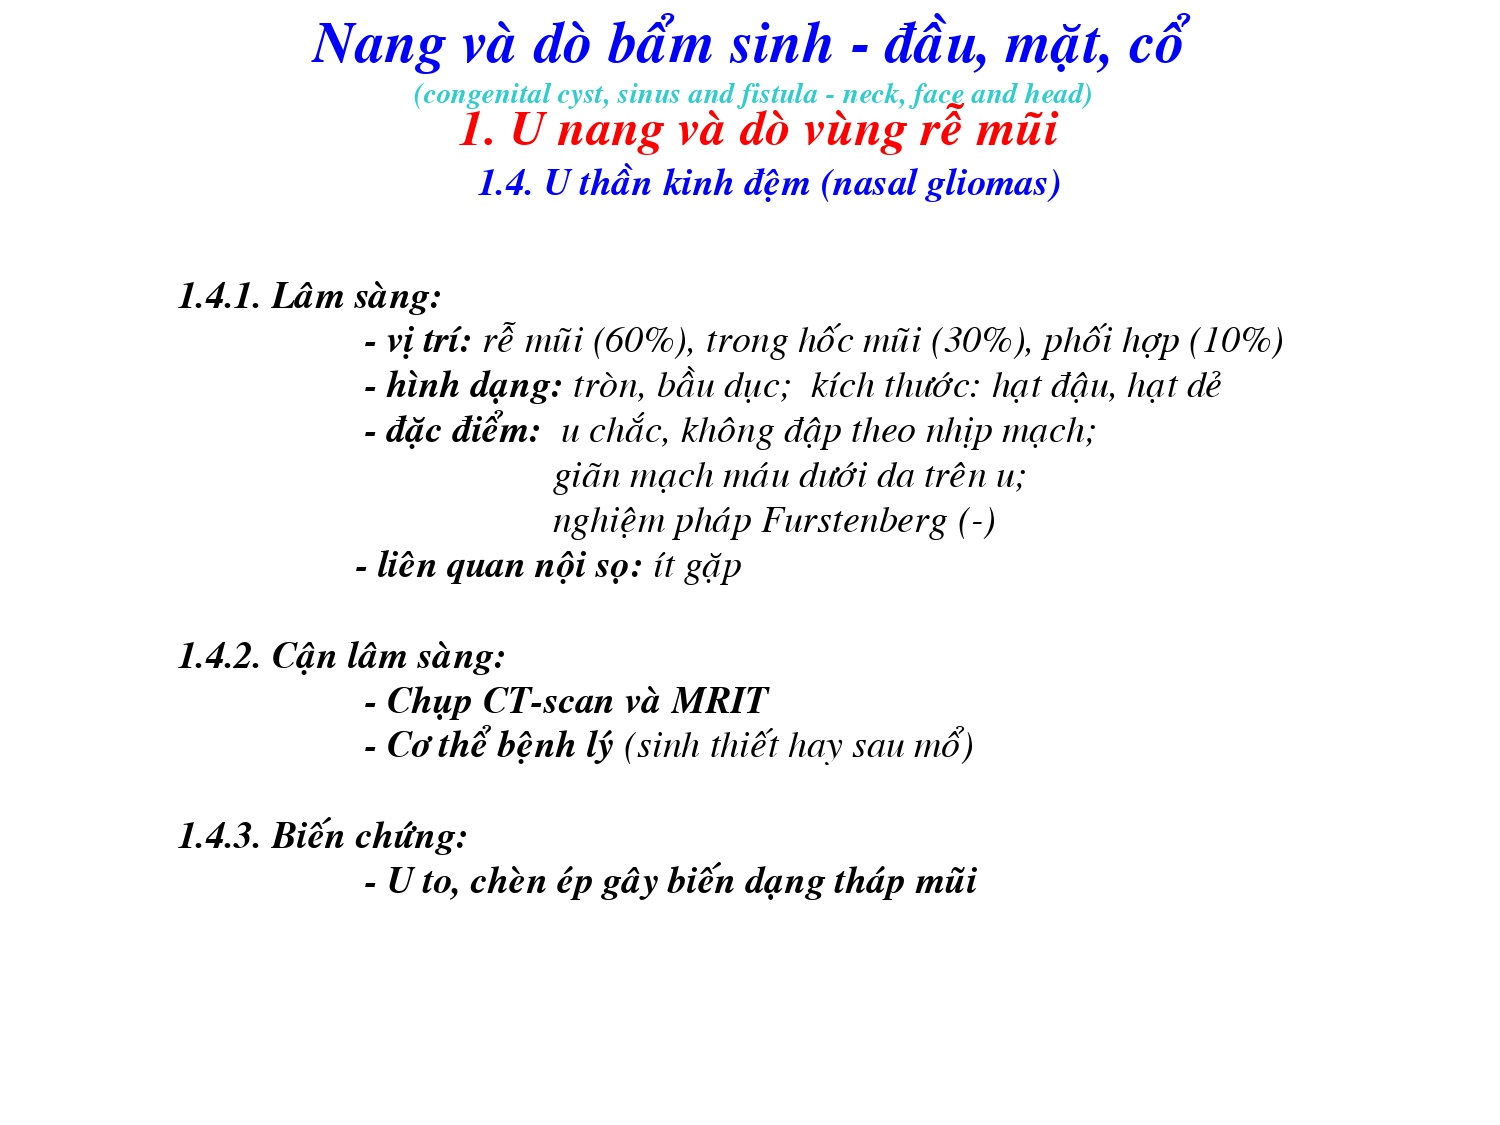 Nang và dò bẩm sinh - đầu, mặt, cổ
(congenital cyst, sinus and fistula - neck, face and head)
1. U nang và dò vùng rễ mũi
1.4. U thần kinh đệm (nasal gliomas)
1.4.1. Lâm sàng:
- vị trí: rễ mũi (60%), trong hốc mũi (30%), phối hợp (10%)
- hình dạng: tròn, bầu dục; kích thước: hạt đậu, hạt dẻ
- đặc điểm: u chắc, không đập theo nhịp mạch;
giãn mạch máu dưới da trên u;
nghiệm pháp Furstenberg (-)
- liên quan nội sọ: ít gặp
1.4.2. Cận lâm sàng:
- Chụp CT-scan và MRIT
- Cơ thể bệnh lý (sinh thiết hay sau mổ)
1.4.3. Biến chứng:
- U to, chèn ép gây biến dạng tháp mũi